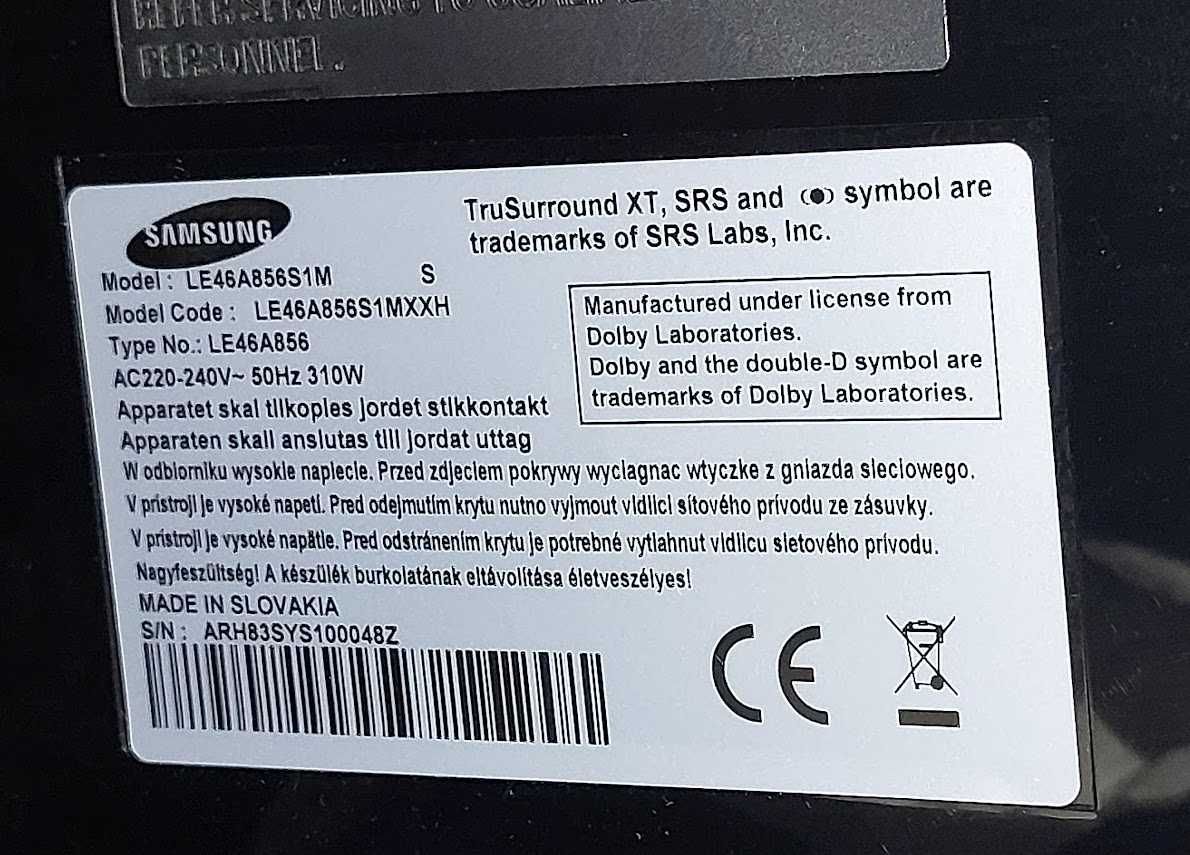 PERSONNEL.
SAMSUNG
TruSurround XT, SRS and symbol are
trademarks of SRS Labs, Inc.
Model : LE46A856S1M S
Model Code : LE46A856S1MXXH
Type No.: LE46A856
AC220-240V~ 50Hz 310W
Manufactured under license from
Dolby Laboratories.
Dolby and the double-D symbol are
trademarks of Dolby Laboratories.
Apparatet skal tilkoples jordet stikkontakt
Apparaten skall anslutas till jordat uttag
W odbiorniku wysokie napiecie. Przed zdjeciem pokrywy wyciagnac wtyczke z gniazda sieciowego.
V prístroji je vysoké napetí. Pred odejmutím krytu nutno vyjmout vidlici sítového prívodu ze zásuvky.
V prístroji je vysoké napätie. Pred odstránením krytu je potrebné vytiahnut vidlicu sietového prívodu.
Nagyfeszültség! A készülék burkolatának eltávolítása életveszélyes!
MADE IN SLOVAKIA
S/N : ARH83SYS100048Z
CE